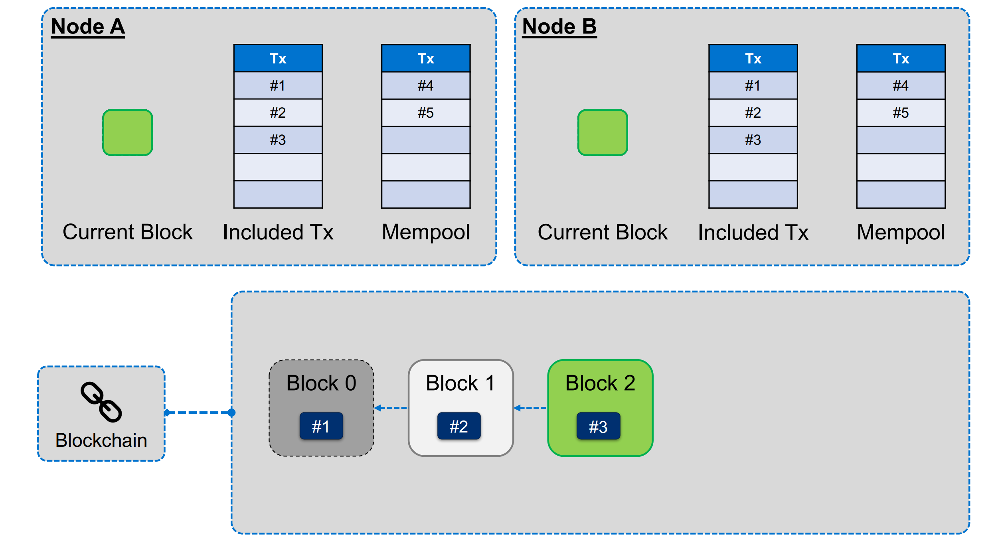 Node A
Tx
#1
#2
#3
Included Tx
Tx
#4
#5
Mempool
Current Block
Node B
Tx
#1
#2
#3
Included Tx
Tx
#4
#5
Mempool
Current Block
Blockchain
Block 0
#1
Block 1
#2
Block 2
#3